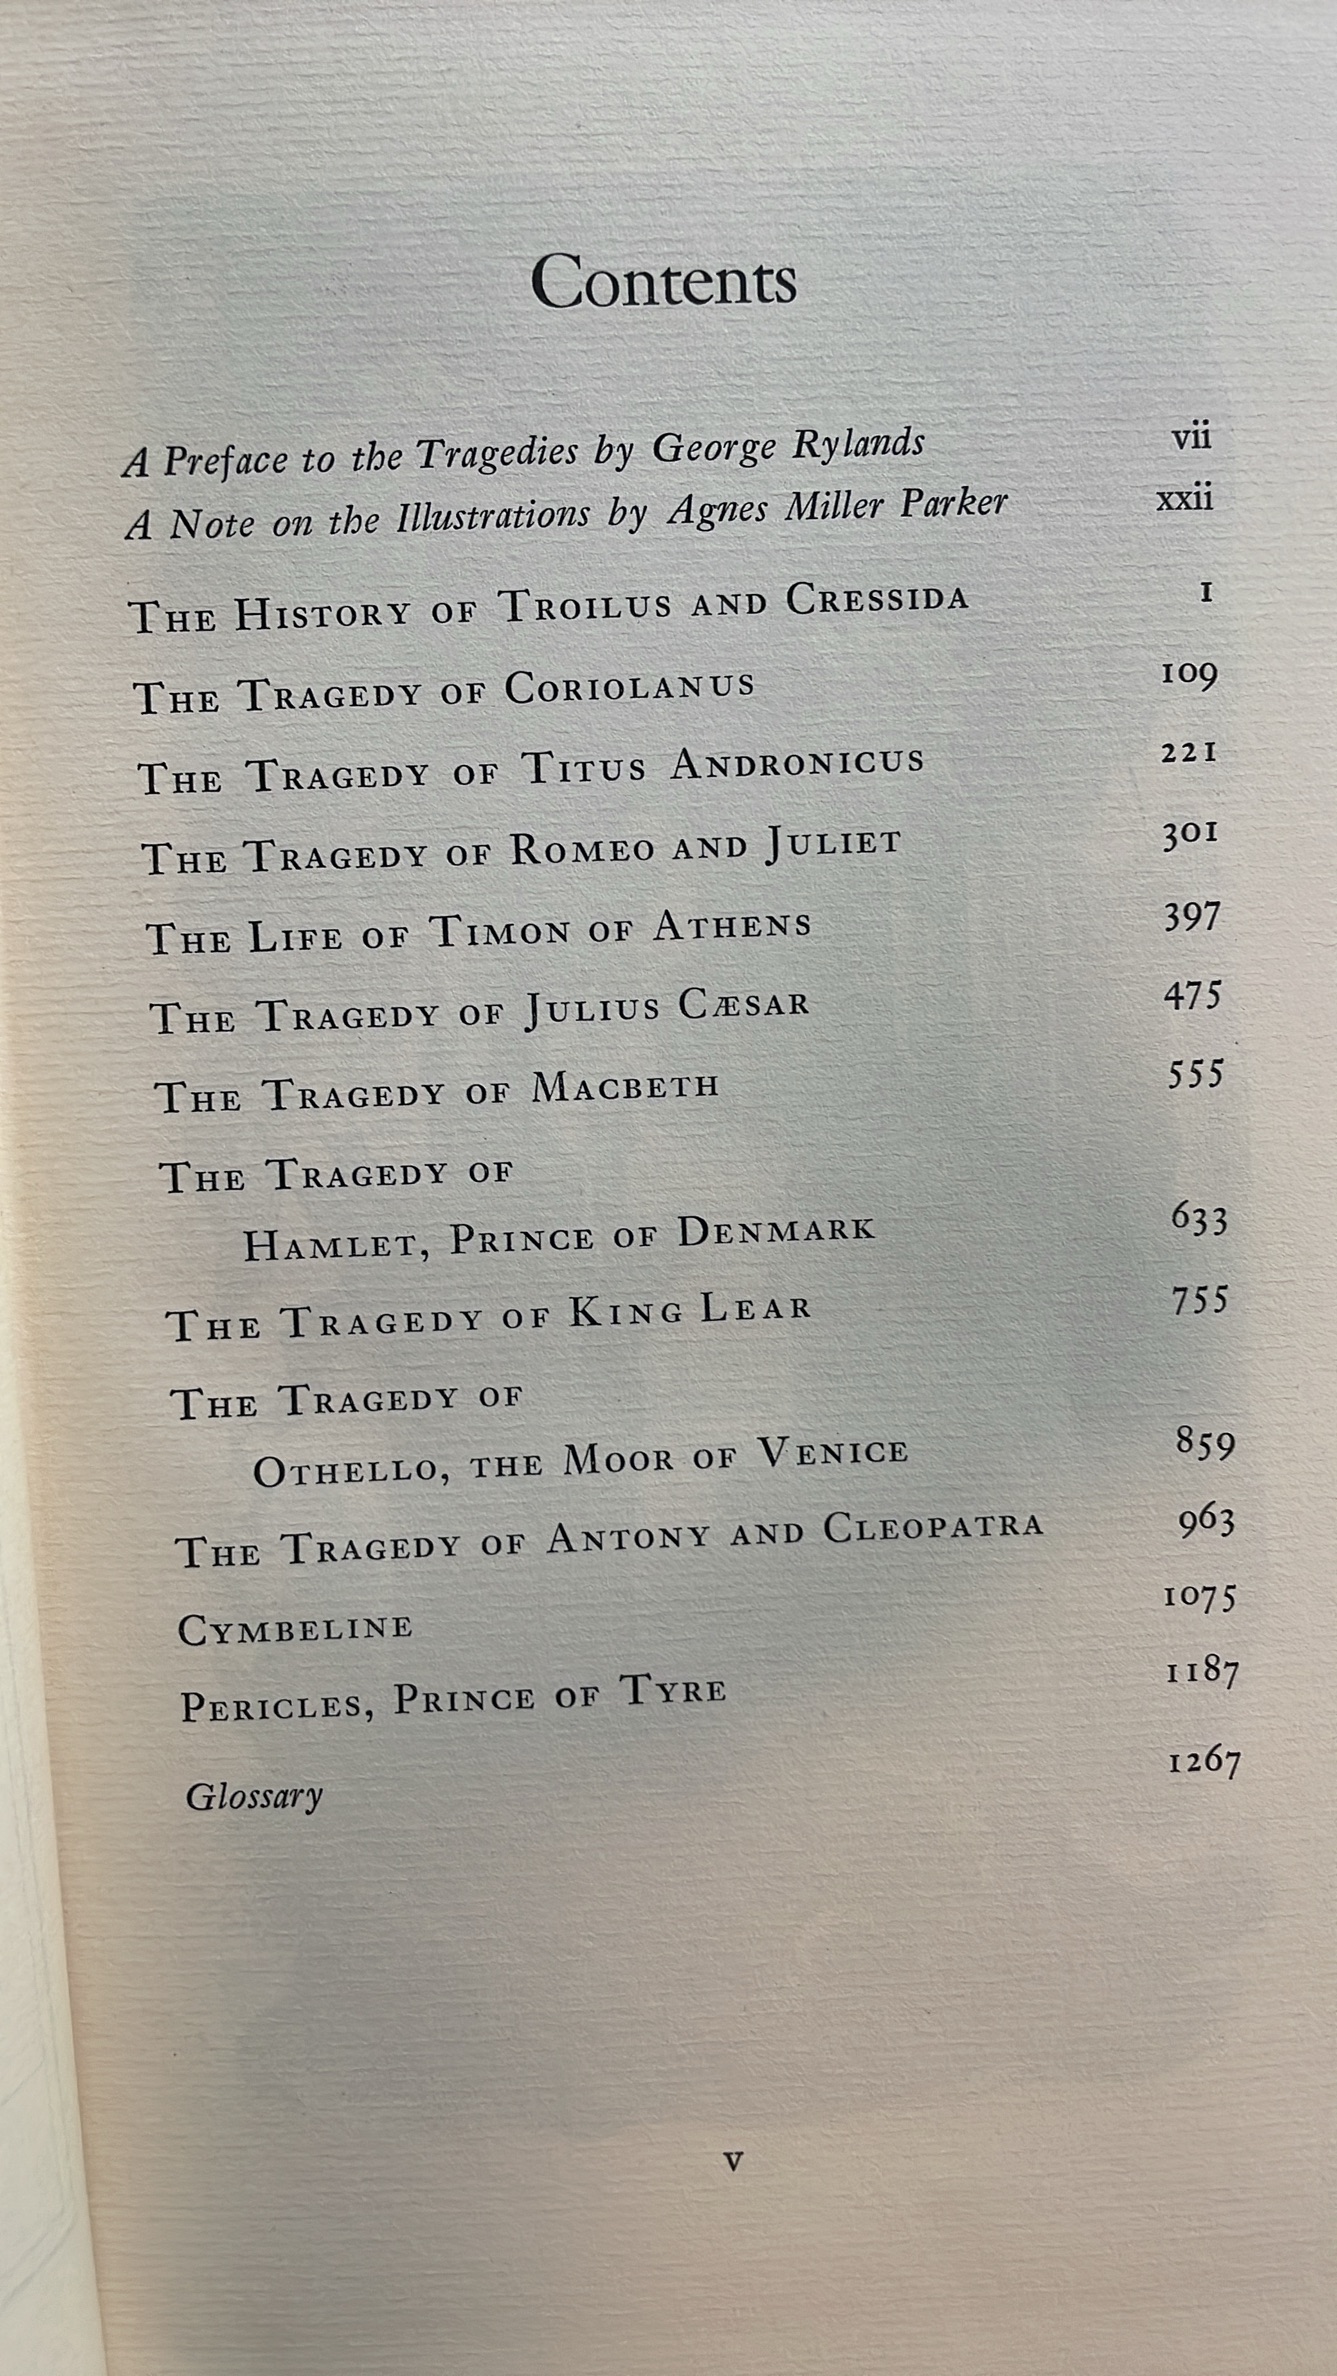 Contents
A Preface to the Tragedies by George Rylands vii
A Note on the Illustrations by Agnes Miller Parker xxii
The History of Troilus and Cressida 1
The Tragedy of Coriolanus 109
The Tragedy of Titus Andronicus 221
The Tragedy of Romeo and Juliet 301
The Life of Timon of Athens 397
The Tragedy of Julius Cæsar 475
The Tragedy of Macbeth 555
The Tragedy of
Hamlet, Prince of Denmark 633
The Tragedy of King Lear 755
The Tragedy of
Othello, the Moor of Venice 859
The Tragedy of Antony and Cleopatra 963
Cymbeline 1075
Pericles, Prince of Tyre 1187
Glossary 1267
v